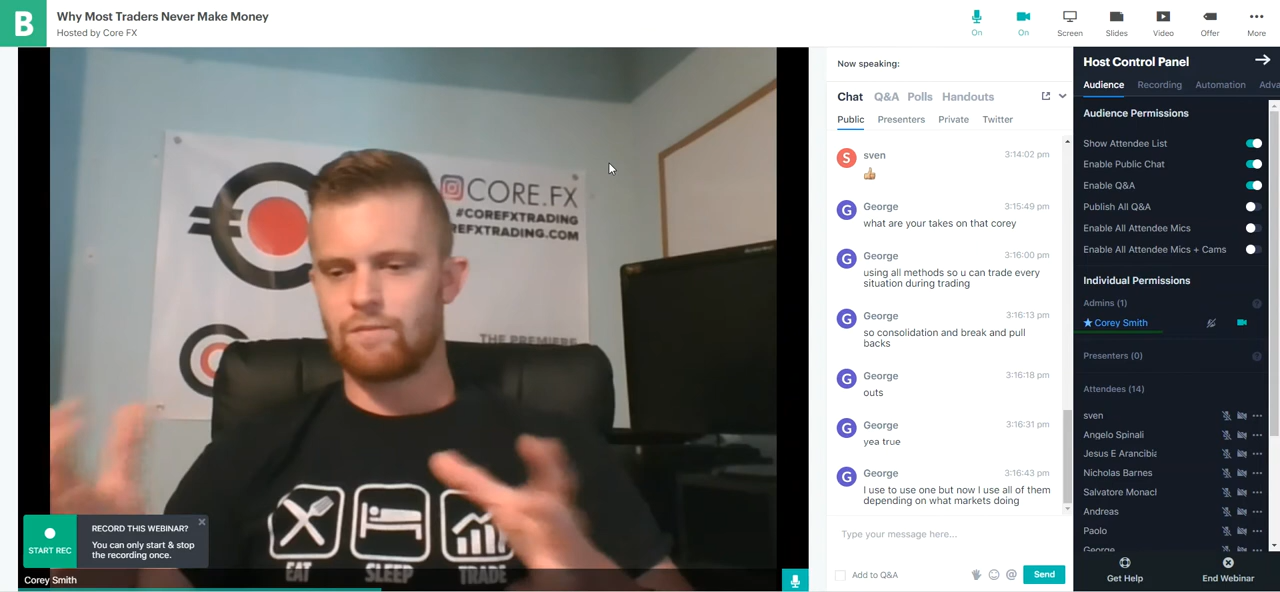 B
Why Most Traders Never Make Money
Hosted by Core FX
On
On
Screen
Slides
Video
Offer
More
CORE.FX
#COREFXTRADING
REFXTRADING.COM
THE PREMIERE
EAT
SLEEP
TRADE
START REC
RECORD THIS WEBINAR?
You can only start & stop
the recording once.
Corey Smith
Now speaking:
Chat
Q&A
Polls
Handouts
Public
Presenters
Private
Twitter
S
sven
3:14:02 pm
👍
G
George
3:15:49 pm
what are your takes on that corey
G
George
3:16:00 pm
using all methods so u can trade every
situation during trading
G
George
3:16:13 pm
so consolidation and break and pull
backs
G
George
3:16:18 pm
outs
G
George
3:16:31 pm
yea true
G
George
3:16:43 pm
I use to use one but now I use all of them
depending on what markets doing
Type your message here...
Add to Q&A
@
Send
Host Control Panel
Audience
Recording
Automation
Adva
Audience Permissions
Show Attendee List
Enable Public Chat
Enable Q&A
Publish All Q&A
Enable All Attendee Mics
Enable All Attendee Mics + Cams
Individual Permissions
Admins (1)
?
Corey Smith
Presenters (0)
?
Attendees (14)
sven
Angelo Spinali
Jesus E Arancibia
Nicholas Barnes
Salvatore Monacl
Andreas
Paolo
George
Get Help
End Webinar